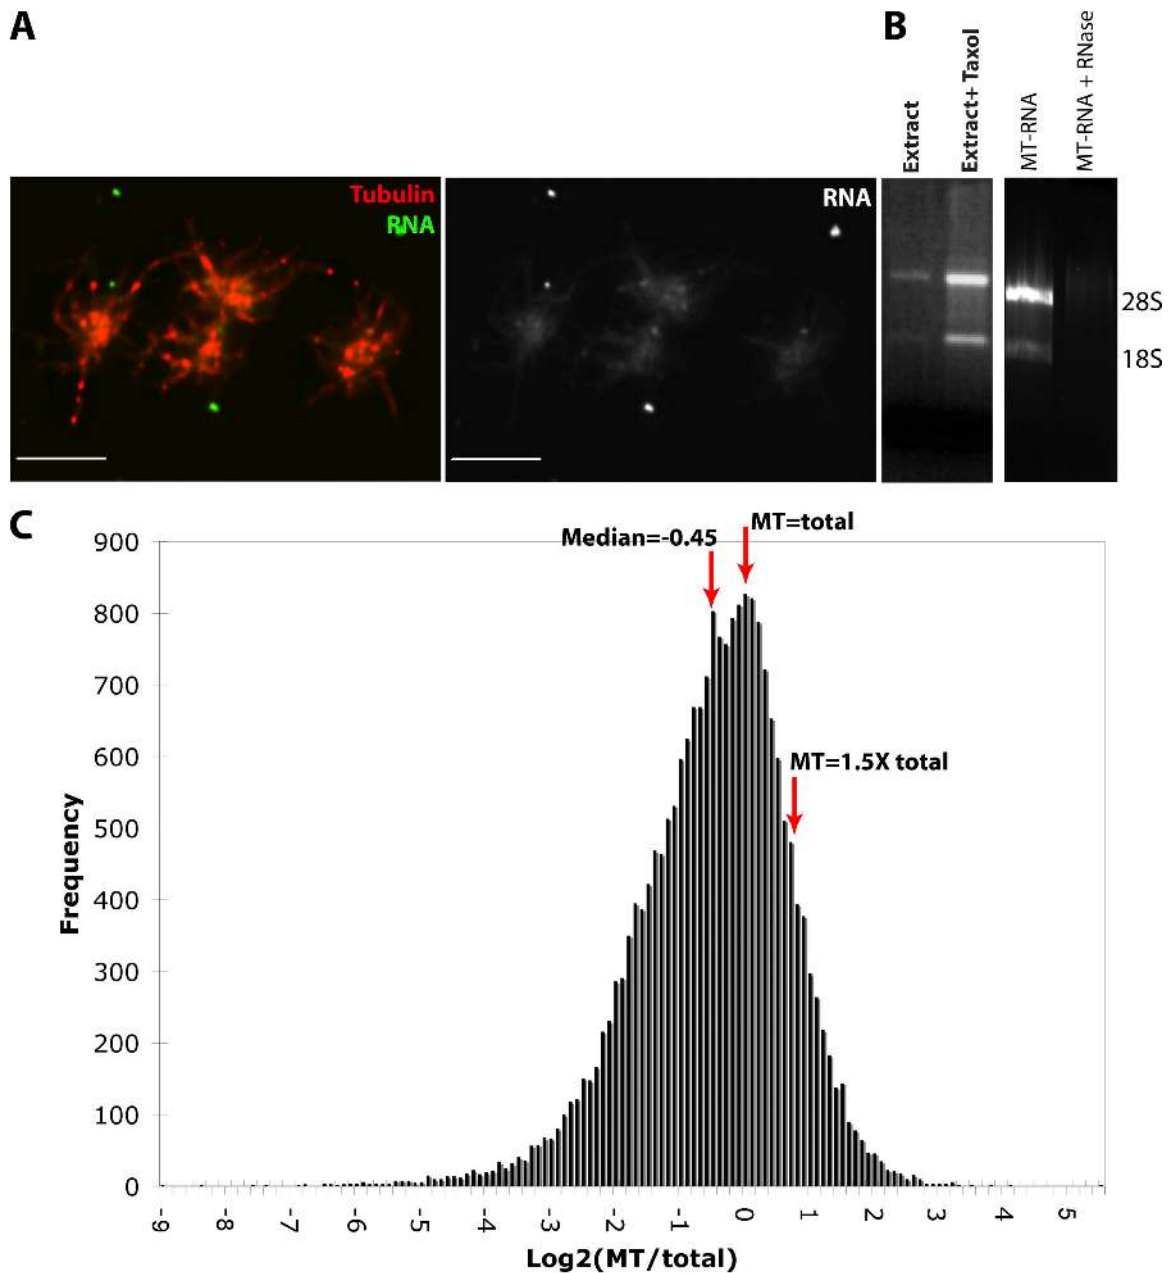 A
B
Extract
Extract+ Taxol
MT-RNA
MT-RNA + RNase
Tubulin
RNA
RNA
28S
18S
C
Median=-0.45
MT=total
MT=1.5X total
900
800
700
600
500
400
300
200
100
0
Frequency
-9
-8
-7
-6
-5
-4
-3
-2
-1
0
1
2
3
4
5
Log2(MT/total)